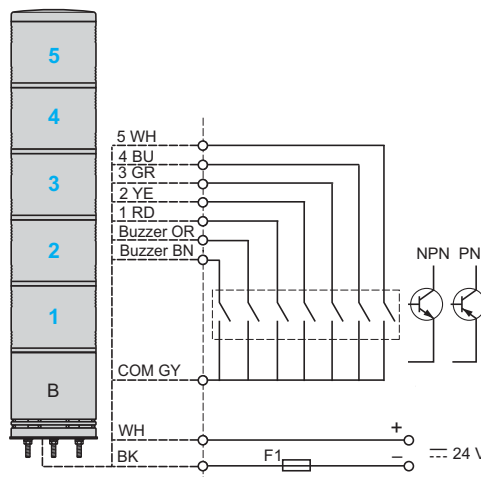 5
4
3
2
1
B
5 WH
4 BU
3 GR
2 YE
1 RD
Buzzer OR
Buzzer BN
NPN PN
COM GY
WH
+
BK
F1
–
24 V